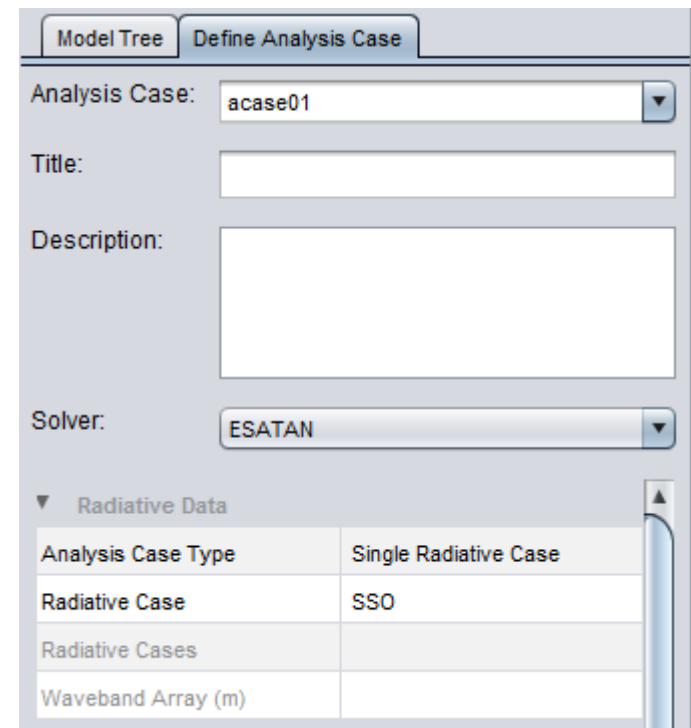 Model Tree Define Analysis Case
Analysis Case: acase01
Title:
Description:
Solver: ESATAN
Radiative Data
Analysis Case Type Single Radiative Case
Radiative Case SSO
Radiative Cases
Waveband Array (m)